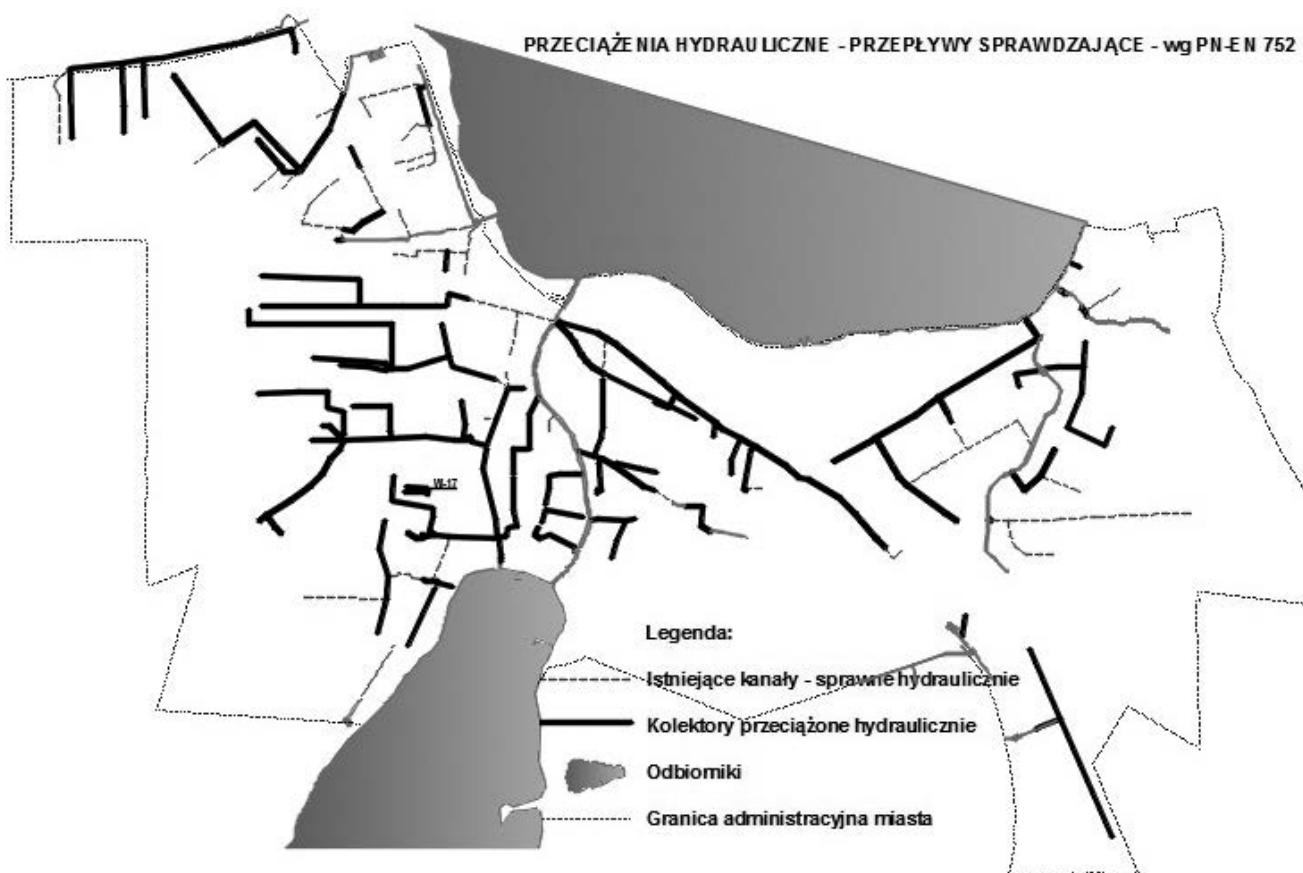 PRZECIĄŻENIA HYDRAULICZNE - PRZEPŁYWY SPRAWDZAJĄCE - wg PN-EN 752
Legenda:
Istniejące kanały - sprawne hydraulicznie
Kolektory przeciążone hydraulicznie
Odbiorniki
Granica administracyjna miasta